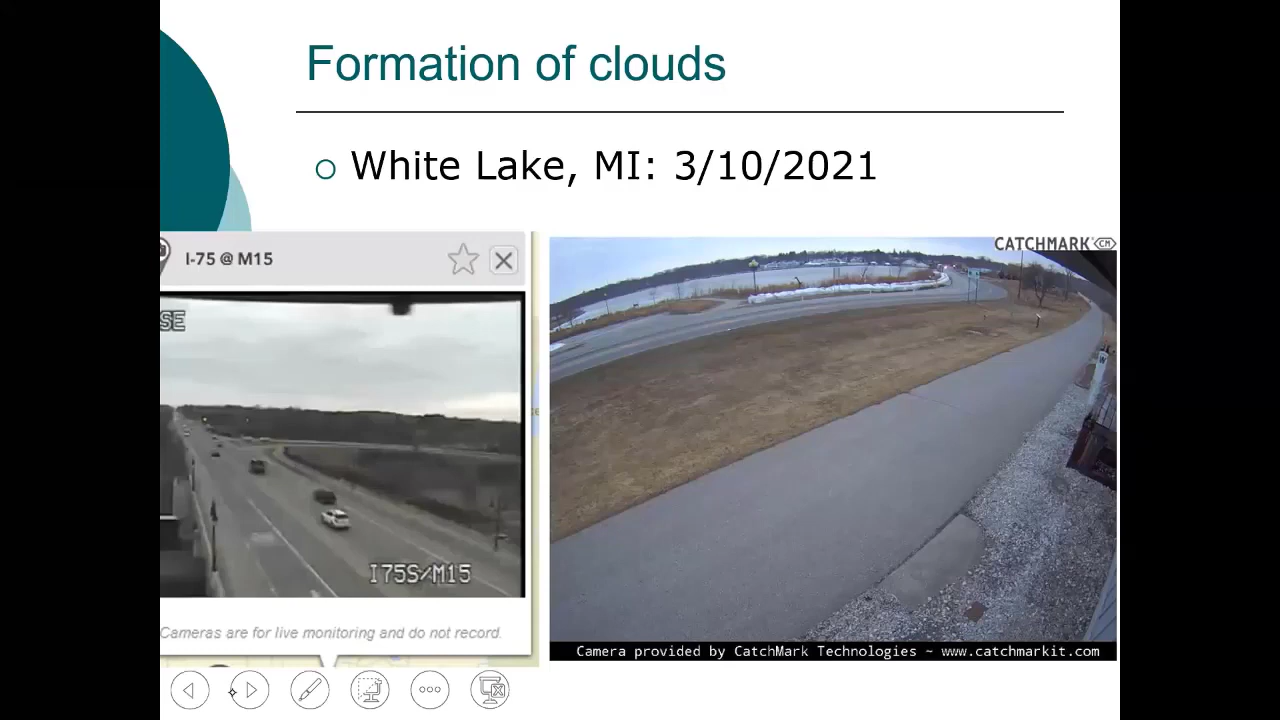 Formation of clouds
White Lake, MI: 3/10/2021
I-75 @ M15
SE
I75S/M15
Cameras are for live monitoring and do not record.
CATCHMARK CM
W
Camera provided by CatchMark Technologies ~ www.catchmarkit.com